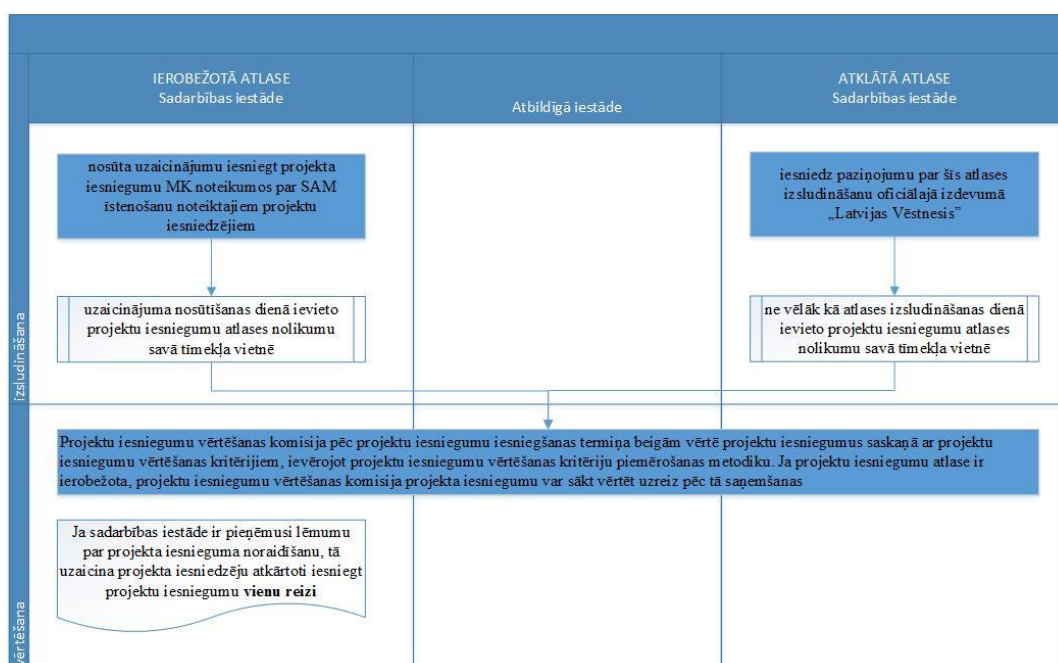 IEROBEŽOTĀ ATLASE
Sadarbības iestāde
Atbildīgā iestāde
ATKLĀTĀ ATLASE
Sadarbības iestāde
izsludināšana
nosūta uzaicinājumu iesniegt projekta
iesniegumu MK noteikumos par SAM
īstenošanu noteiktajiem projektu
iesniedzējiem
iesniedz paziņojumu par šīs atlases
izsludināšanu oficiālajā izdevumā
„Latvijas Vēstnesis”
uzaicinājuma nosūtīšanas dienā ievieto
projektu iesniegumu atlases nolikumu
savā tīmekļa vietnē
ne vēlāk kā atlases izsludināšanas dienā
ievieto projektu iesniegumu atlases
nolikumu savā tīmekļa vietnē
vērtēšana
Projektu iesniegumu vērtēšanas komisija pēc projektu iesniegumu iesniegšanas termiņa beigām vērtē projektu iesniegumus saskaņā ar projektu
iesniegumu vērtēšanas kritērijiem, ievērojot projektu iesniegumu vērtēšanas kritēriju piemērošanas metodiku. Ja projektu iesniegumu atlase ir
ierobežota, projektu iesniegumu vērtēšanas komisija projekta iesniegumu var sākt vērtēt uzreiz pēc tā saņemšanas
Ja sadarbības iestāde ir pieņēmusi lēmumu
par projekta iesnieguma noraidīšanu, tā
uzaicina projekta iesniedzēju atkārtoti iesniegt
projektu iesniegumu vienu reizi